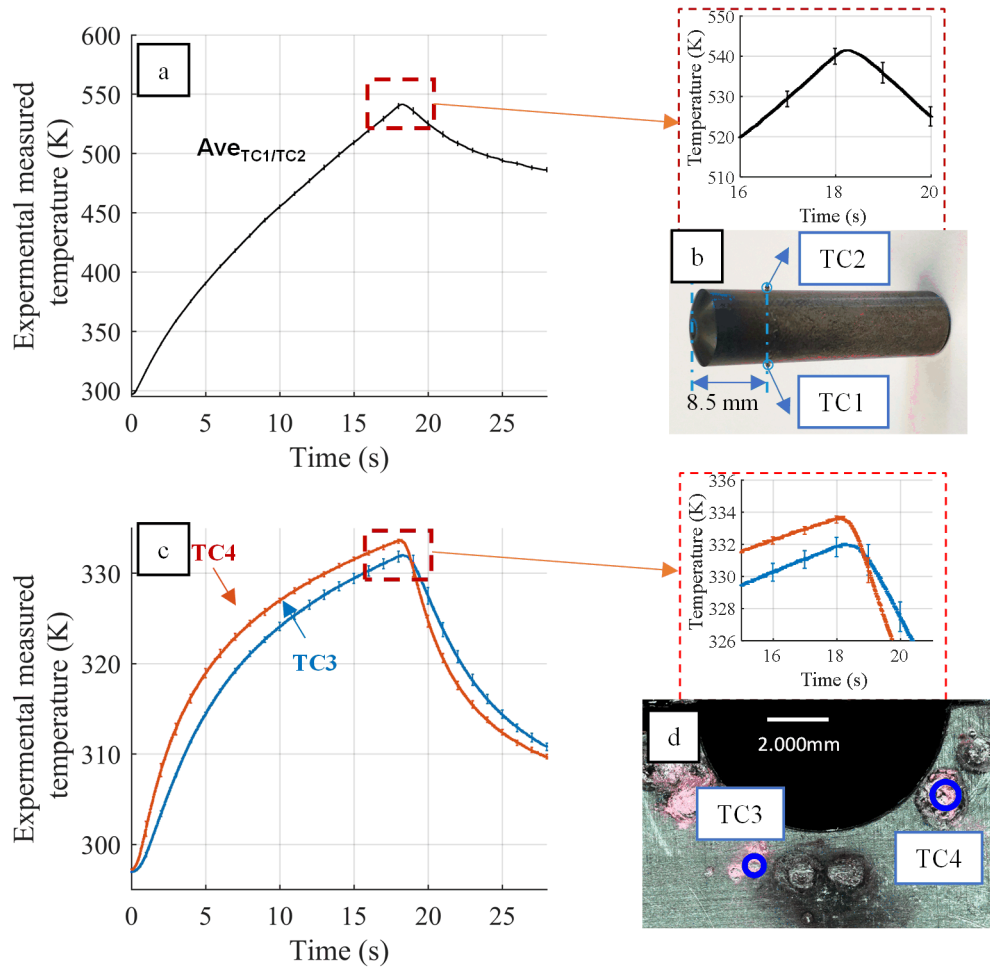 Experimental measured
temperature (K)
600
550
500
450
400
350
300
0
5
10
15
20
25
Time (s)
a
Ave_TC1/TC2
Temperature (K)
550
540
530
520
510
16
18
20
Time (s)
b
TC2
8.5 mm
TC1
Experimental measured
temperature (K)
330
320
310
300
0
5
10
15
20
25
Time (s)
c
TC4
TC3
Temperature (K)
336
334
332
330
328
326
16
18
20
Time (s)
d
2.000mm
TC3
TC4